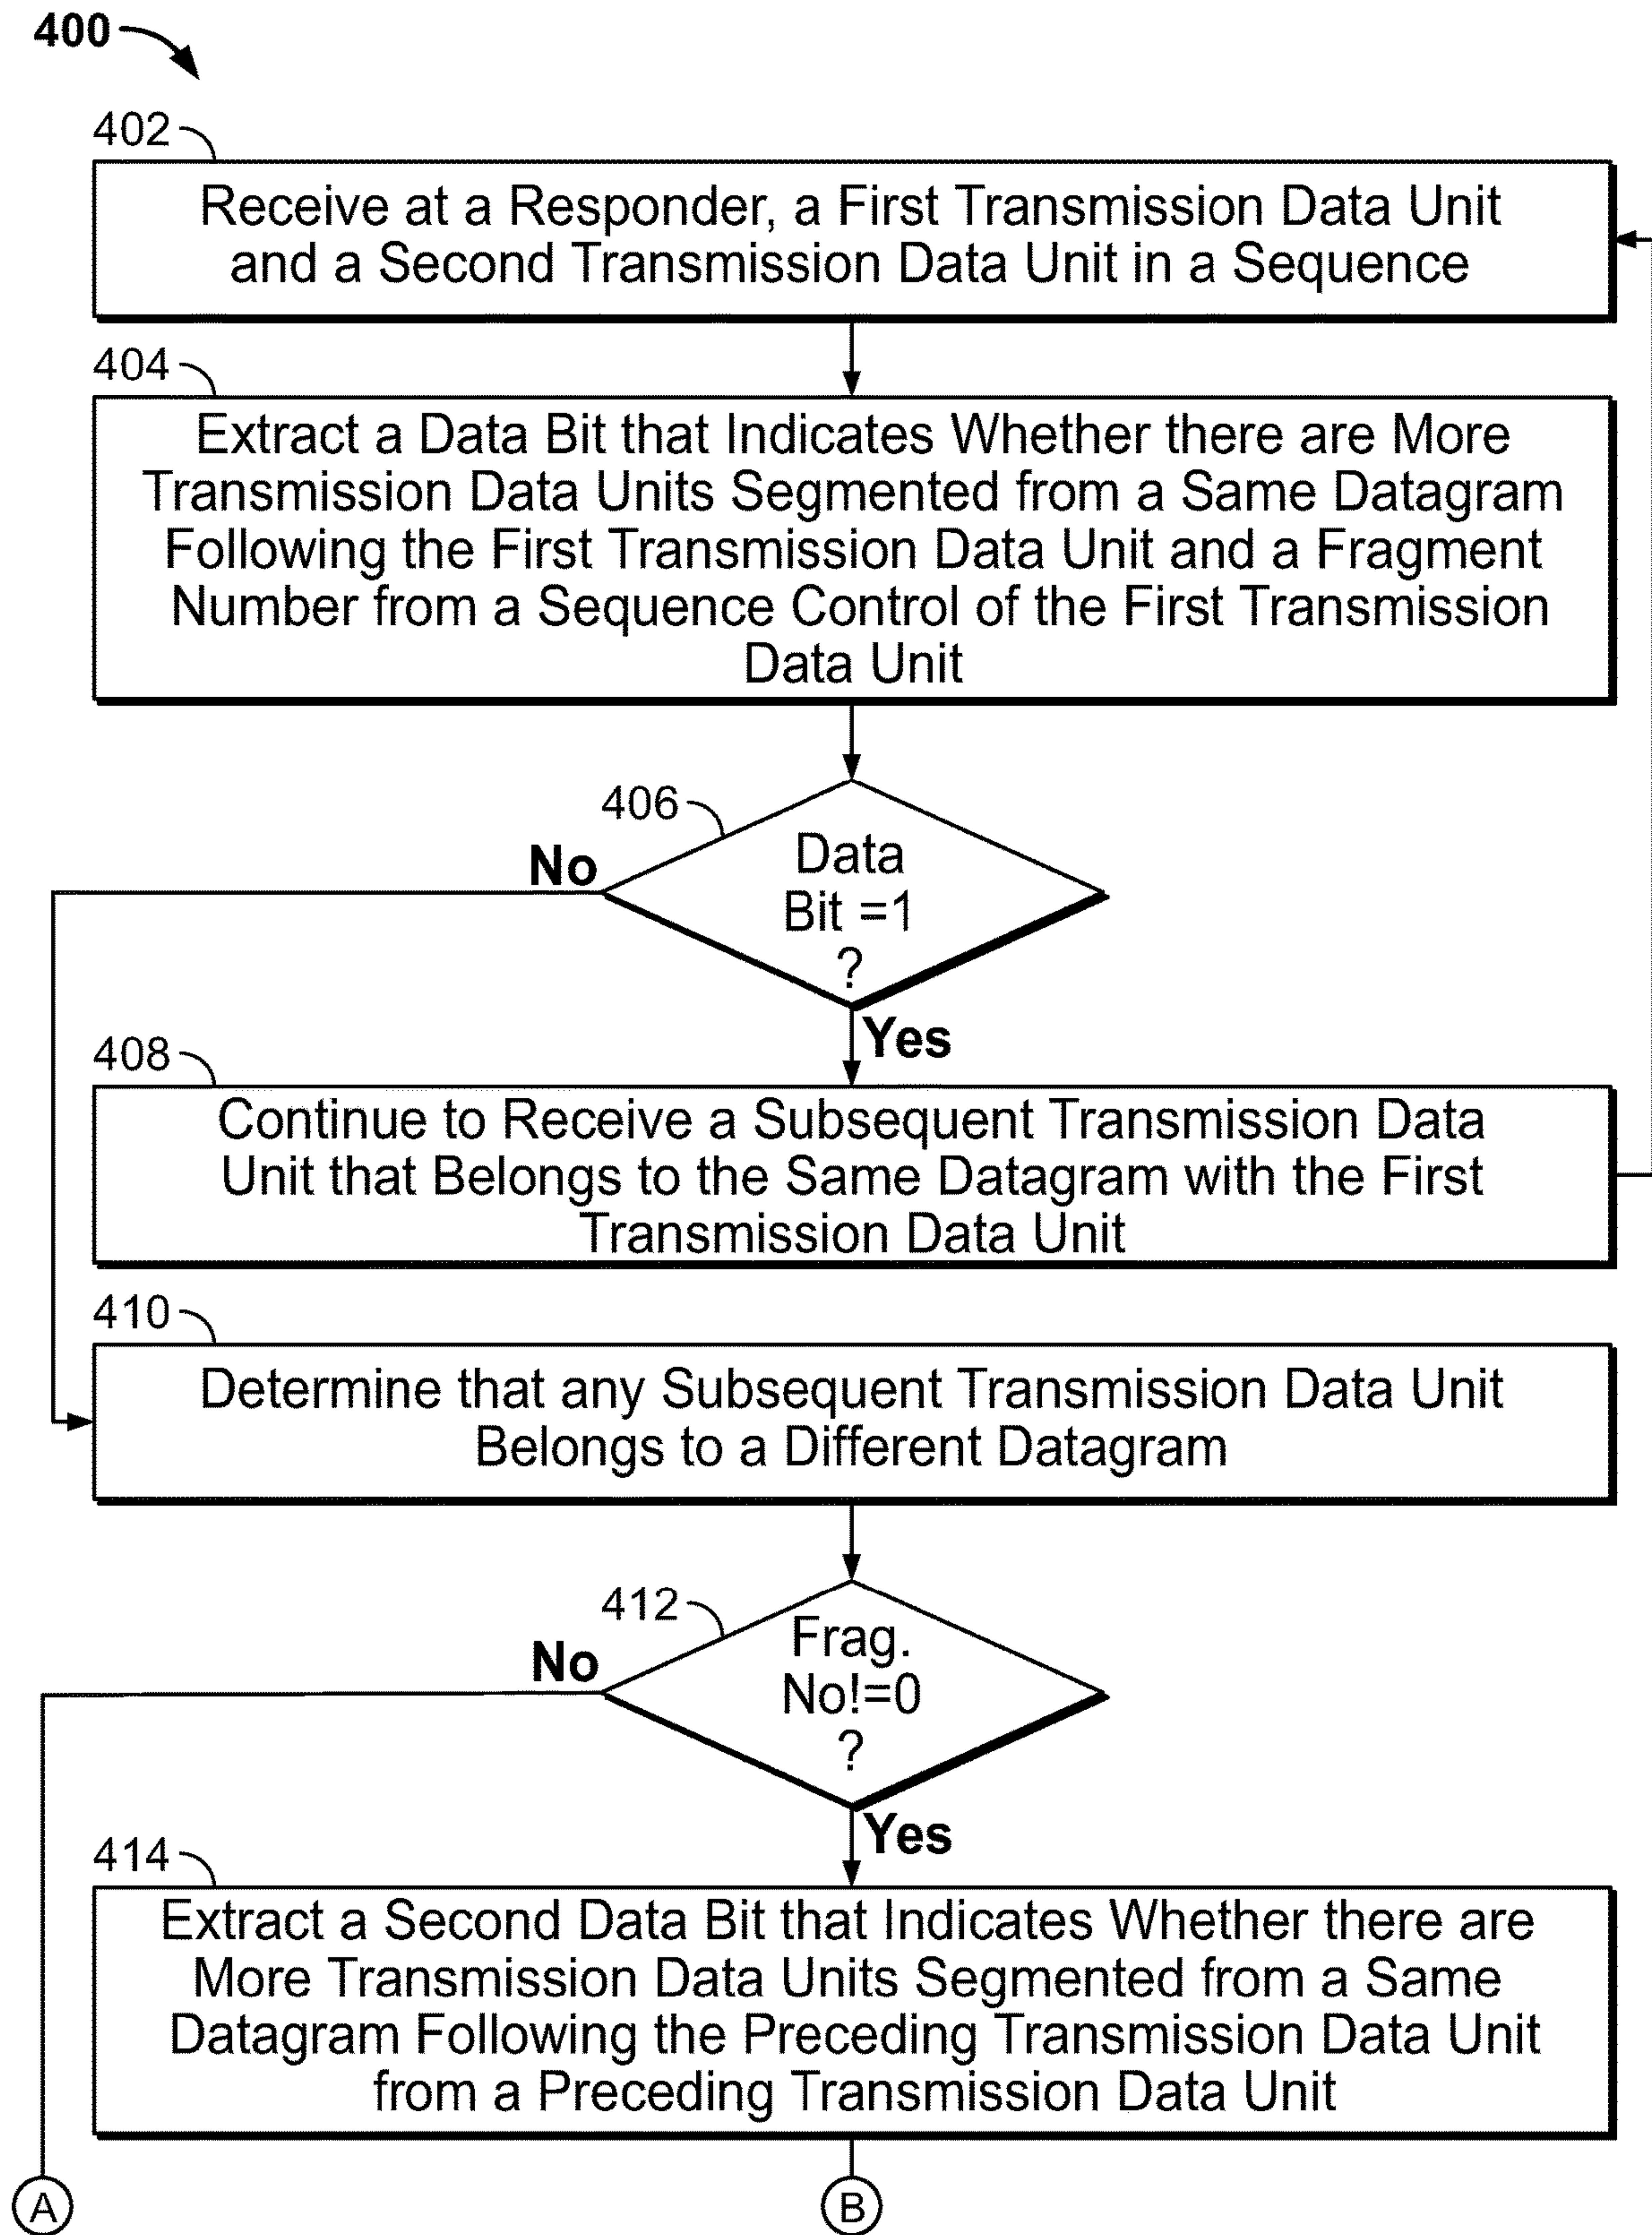 400
402
Receive at a Responder, a First Transmission Data Unit
and a Second Transmission Data Unit in a Sequence
404
Extract a Data Bit that Indicates Whether there are More
Transmission Data Units Segmented from a Same Datagram
Following the First Transmission Data Unit and a Fragment
Number from a Sequence Control of the First Transmission
Data Unit
406
No
Data
Bit =1
?
Yes
408
Continue to Receive a Subsequent Transmission Data
Unit that Belongs to the Same Datagram with the First
Transmission Data Unit
410
Determine that any Subsequent Transmission Data Unit
Belongs to a Different Datagram
412
No
Frag.
No!=0
?
Yes
414
Extract a Second Data Bit that Indicates Whether there are
More Transmission Data Units Segmented from a Same
Datagram Following the Preceding Transmission Data Unit
from a Preceding Transmission Data Unit
A
B